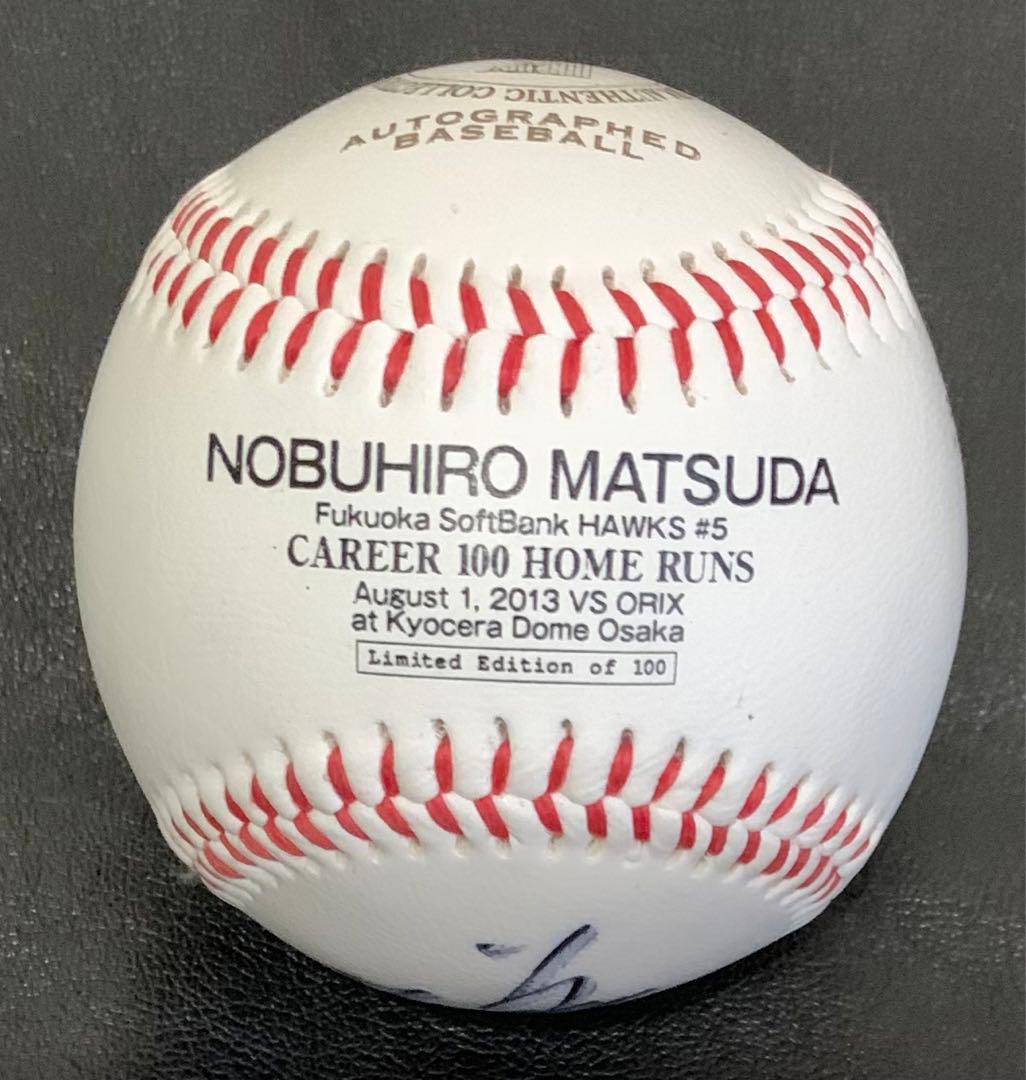 AUTHENTIC
AUTOGRAPHED
BASEBALL
NOBUHIRO MATSUDA
Fukuoka SoftBank HAWKS #5
CAREER 100 HOME RUNS
August 1, 2013 VS ORIX
at Kyocera Dome Osaka
Limited Edition of 100